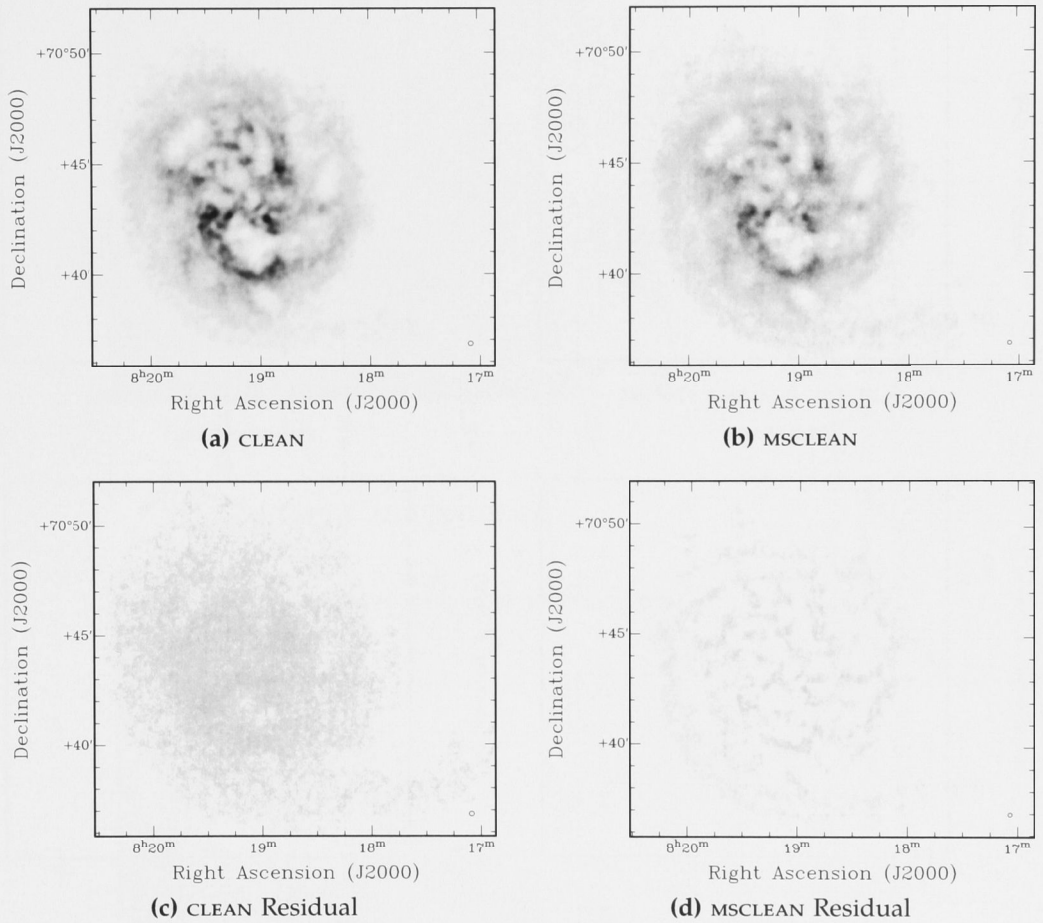 +70°50'
+45'
+40'
Declination (J2000)
8ʰ20ᵐ
19ᵐ
18ᵐ
17ᵐ
Right Ascension (J2000)
(a) CLEAN
+70°50'
+45'
+40'
Declination (J2000)
8ʰ20ᵐ
19ᵐ
18ᵐ
17ᵐ
Right Ascension (J2000)
(b) MSCLEAN
+70°50'
+45'
+40'
Declination (J2000)
8ʰ20ᵐ
19ᵐ
18ᵐ
17ᵐ
Right Ascension (J2000)
(c) CLEAN Residual
+70°50'
+45'
+40'
Declination (J2000)
8ʰ20ᵐ
19ᵐ
18ᵐ
17ᵐ
Right Ascension (J2000)
(d) MSCLEAN Residual